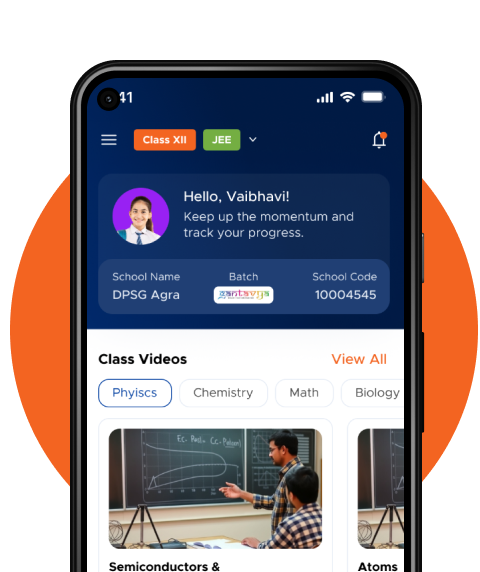 41
Class XII JEE
Hello, Vaibhavi!
Keep up the momentum and
track your progress.
School Name Batch School Code
DPSG Agra gantavya 10004545
Class Videos View All
Phyiscs Chemistry Math Biology
Semiconductors & Atoms